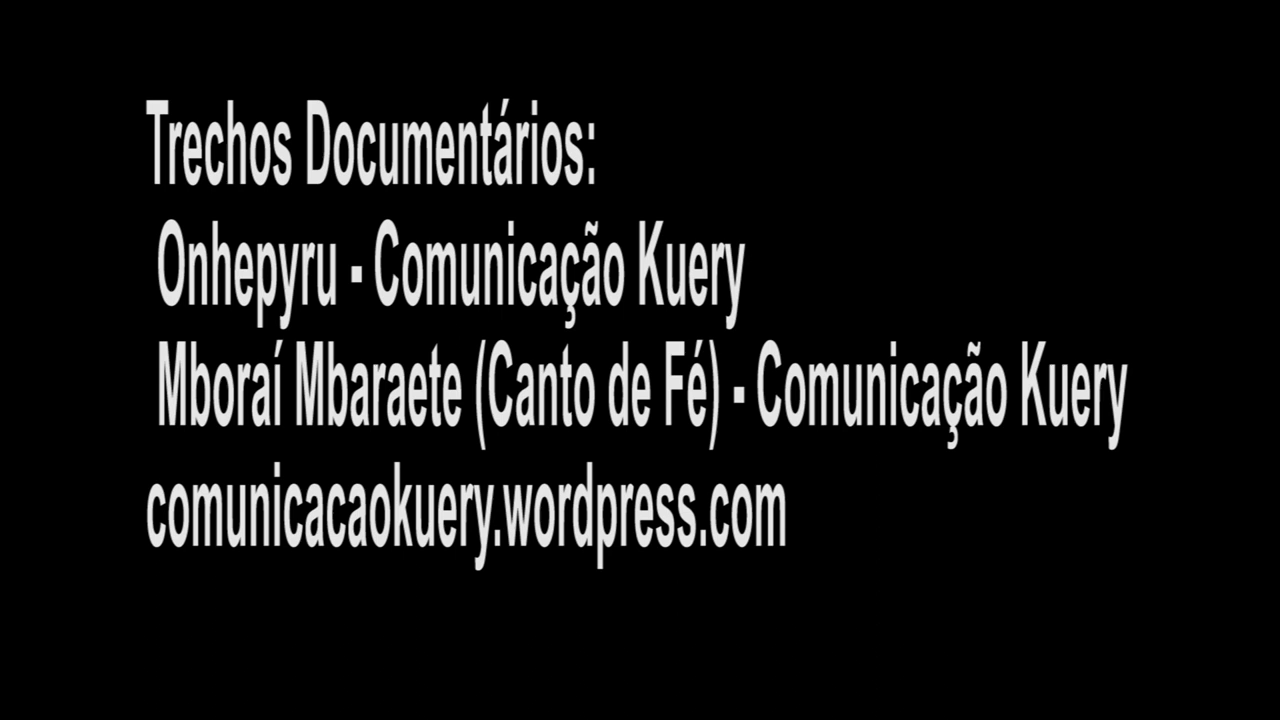 Trechos Documentários:
Onhepyru - Comunicação Kuery
Mboraí Mbaraete (Canto de Fé) - Comunicação Kuery
comunicacaokuery.wordpress.com